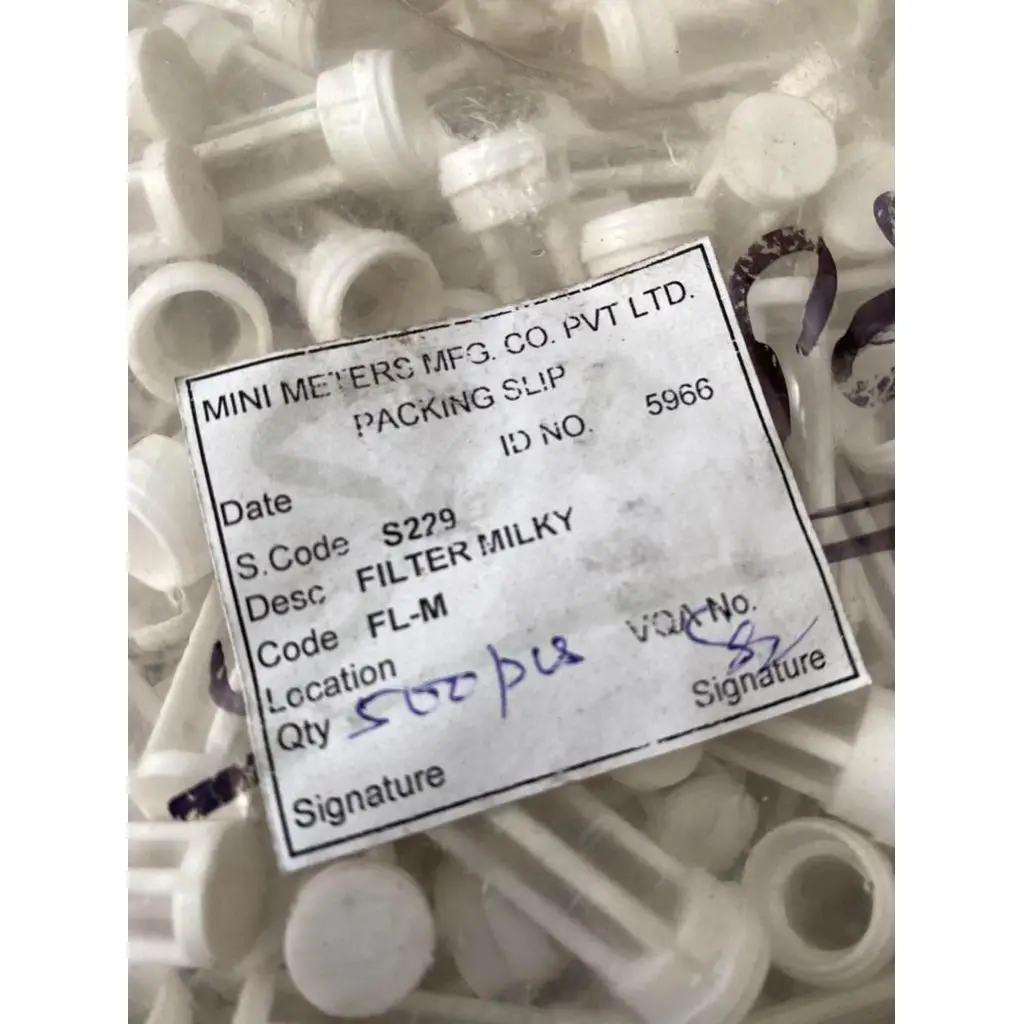 MINI METERS MFG. CO. PVT LTD.
PACKING SLIP
ID NO. 5966
Date
S.Code S229
Desc FILTER MILKY
Code FL-M
Location VQA No.
Qty 500 pcs
Signature Signature